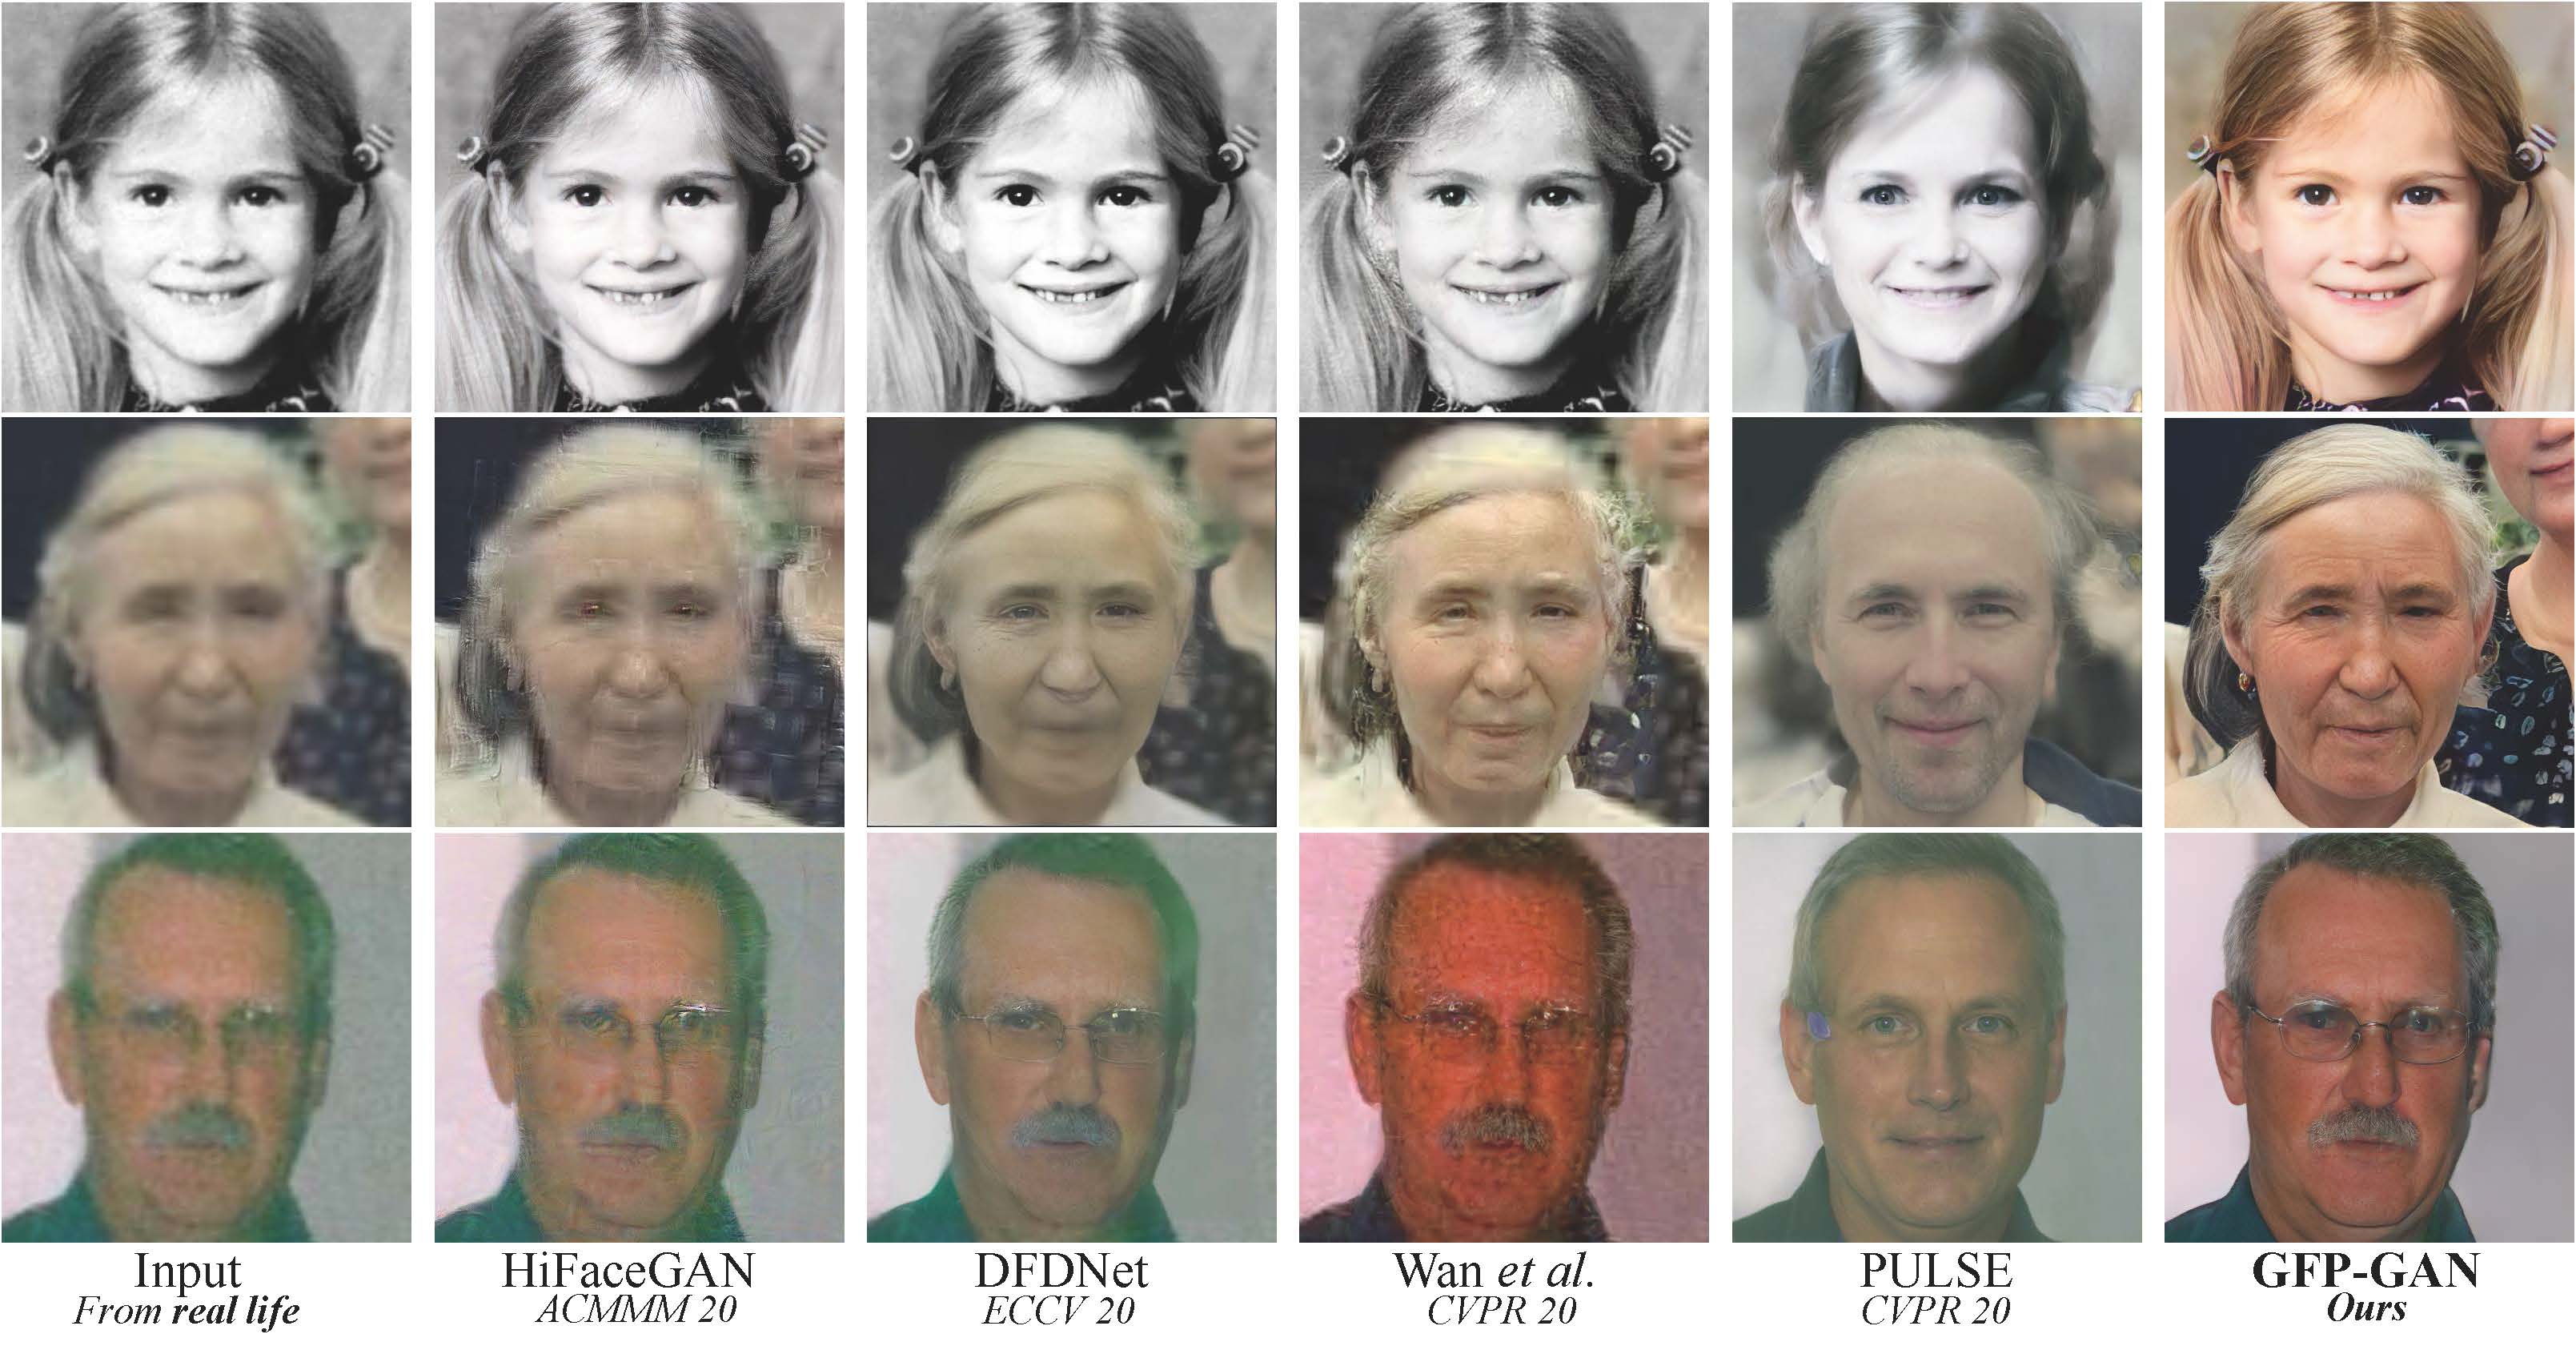 Input
From real life
HiFaceGAN
ACMMM 20
DFDNet
ECCV 20
Wan et al.
CVPR 20
PULSE
CVPR 20
GFP-GAN
Ours